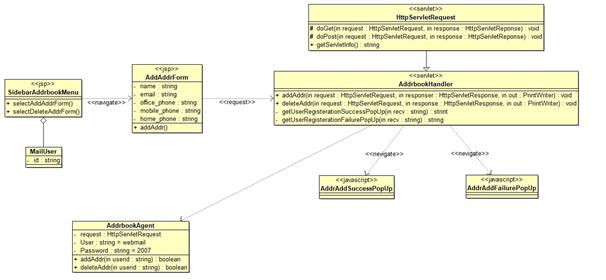 <<servlet>>
HttpServletRequest
# doGet(in request : HttpServletRequest, in response : HttpServletReponse) : void
# doPost(in request : HttpServletRequest, in response : HttpServletReponse) : void
+ getServletInfo() : string
<<jsp>>
SidebarAddrbookMenu
+ selectAddAddrForm()
+ selectDeleteAddrForm()
<<navigate>>
<<jsp>>
AddAddrForm
- name : string
- email : string
- office_phone : string
- mobile_phone : string
- home_phone : string
+ addAddr()
<<request>>
<<servlet>>
AddrbookHandler
+ addAddr(in request : HttpServletRequest, in responser : HttpServletResponse, in out : PrintWriter) : void
+ deleteAddr(in request : HttpServletRequest, in response : HttpServletResponse, in out : PrintWriter) : void
- getUserRegisterationSuccessPopUp(in recv : string) : strint
- getUserRegisterationFailurePopUp(in recv : string) : string
MailUser
- id : string
<<nevigate>>
<<nevigate>>
<<javascript>>
AddrAddSuccessPopUp
<<javascript>>
AddrAddFailurePopUp
AddrbookAgent
- request : HttpServletRequest
- User : string = webmail
- Password : string = 2007
+ addAddr(in userid : string) : boolean
+ deleteAddr(in userid : string) : boolean